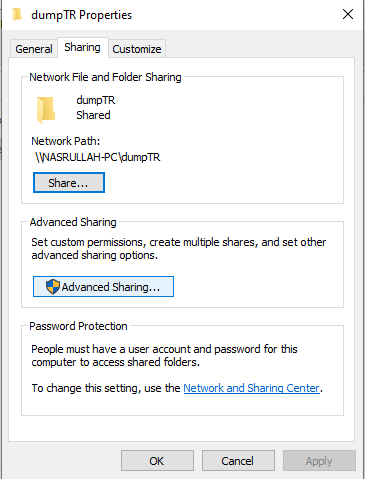 dumpTR Properties
General
Sharing
Customize
Network File and Folder Sharing
dumpTR
Shared
Network Path:
\\NASRULLAH-PC\dumpTR
Share...
Advanced Sharing
Set custom permissions, create multiple shares, and set other
advanced sharing options.
Advanced Sharing...
Password Protection
People must have a user account and password for this
computer to access shared folders.
To change this setting, use the Network and Sharing Center.
OK
Cancel
Apply